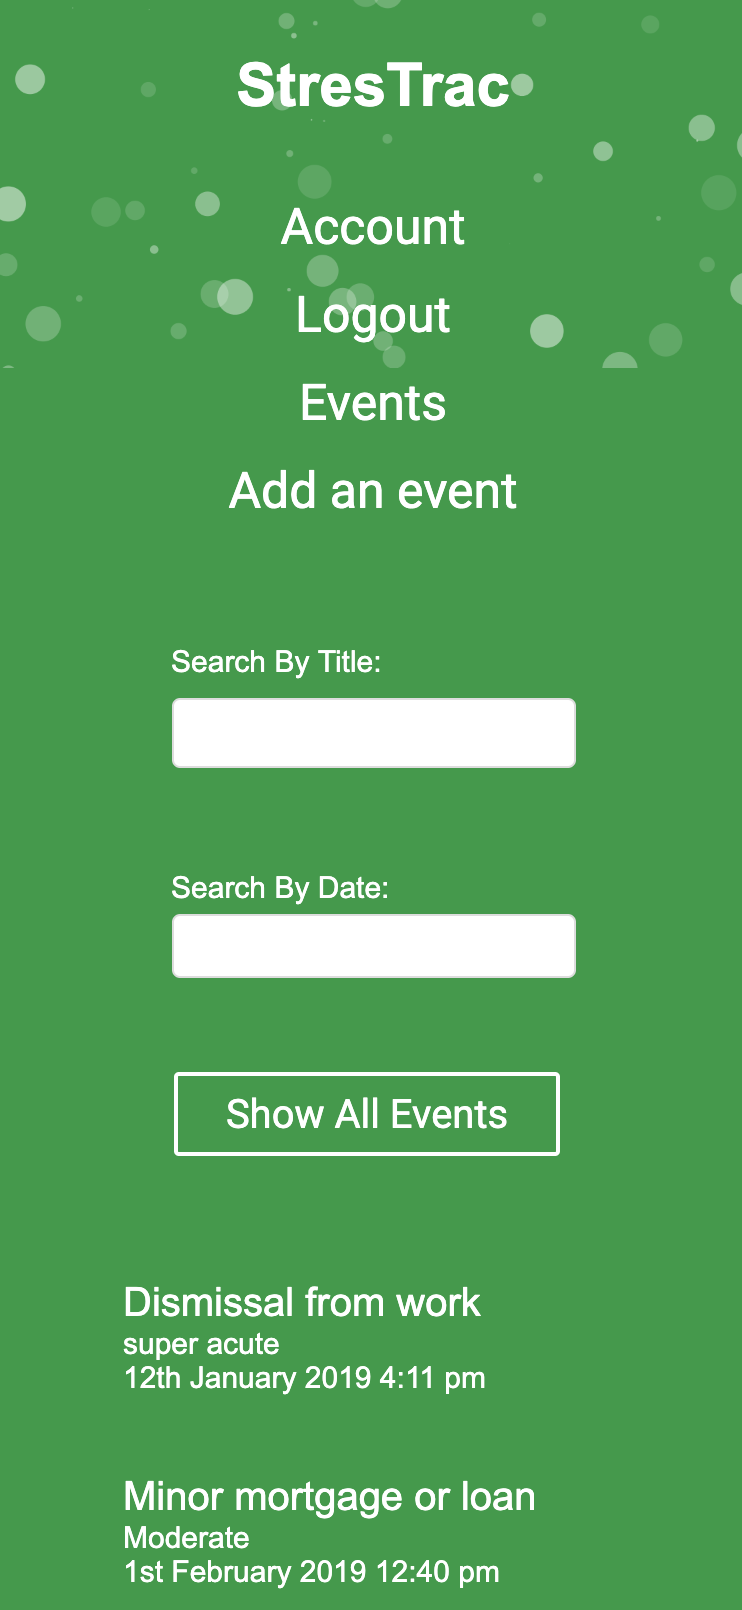 StresTrac
Account
Logout
Events
Add an event
Search By Title:
Search By Date:
Show All Events
Dismissal from work
super acute
12th January 2019 4:11 pm
Minor mortgage or loan
Moderate
1st February 2019 12:40 pm